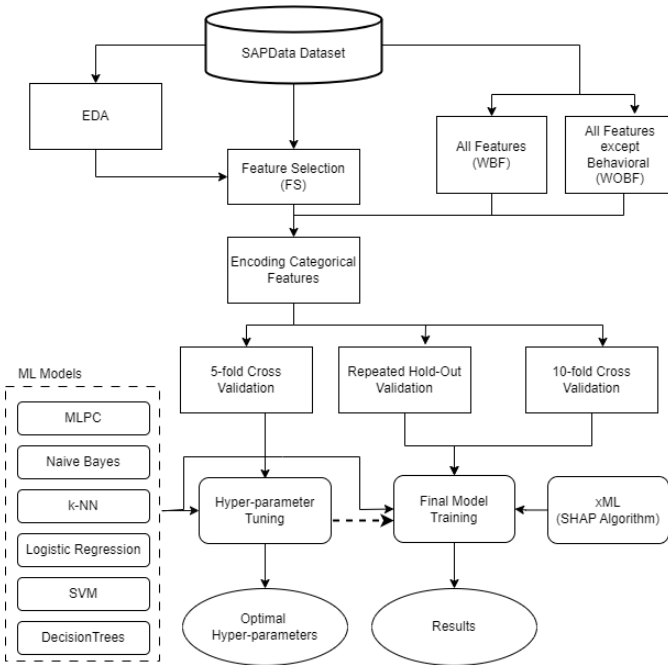 SAPData Dataset
EDA
Feature Selection
(FS)
All Features
(WBF)
All Features
except
Behavioral
(WOBF)
Encoding Categorical
Features
5-fold Cross
Validation
Repeated Hold-Out
Validation
10-fold Cross
Validation
ML Models
MLPC
Naive Bayes
k-NN
Logistic Regression
SVM
DecisionTrees
Hyper-parameter
Tuning
Final Model
Training
xML
(SHAP Algorithm)
Optimal
Hyper-parameters
Results